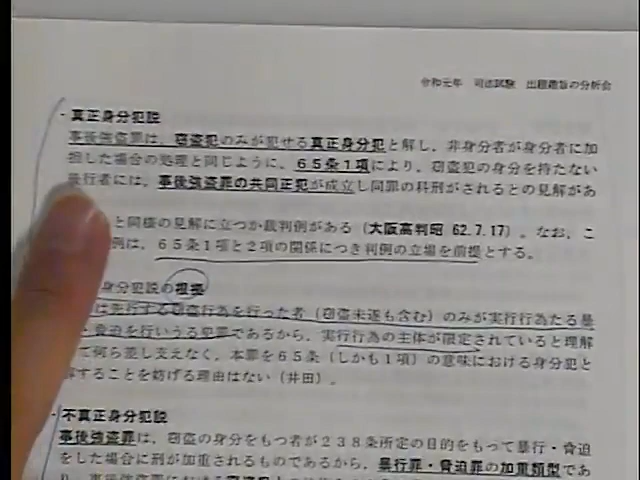 令和元年　司法試験　出題趣旨の分析会
・真正身分犯説
事後強盗罪は、窃盗犯のみが犯せる真正身分犯と解し、非身分者が身分者に加
担した場合の処理と同じように、６５条１項により、窃盗犯の身分を持たない
暴行者には、事後強盗罪の共同正犯が成立し同罪の科刑がされるとの見解があ
と同様の見解に立つか裁判例がある（大阪高判昭 62.7.17）。なお、こ
例は、６５条１項と２項の関係につき判例の立場を前提とする。
身分犯説の根拠
は先行する窃盗行為を行った者（窃盗未遂も含む）のみが実行行為たる暴
・脅迫を行いうる犯罪であるから、実行行為の主体が限定されていると理解
て何ら差し支えなく、本罪を６５条（しかも１項）の意味における身分犯と
することを妨げる理由はない（井田）。
・不真正身分犯説
事後強盗罪は、窃盗の身分をもつ者が２３８条所定の目的をもって暴行・脅迫
をした場合に刑が加重されるものであるから、暴行罪・脅迫罪の加重類型であ